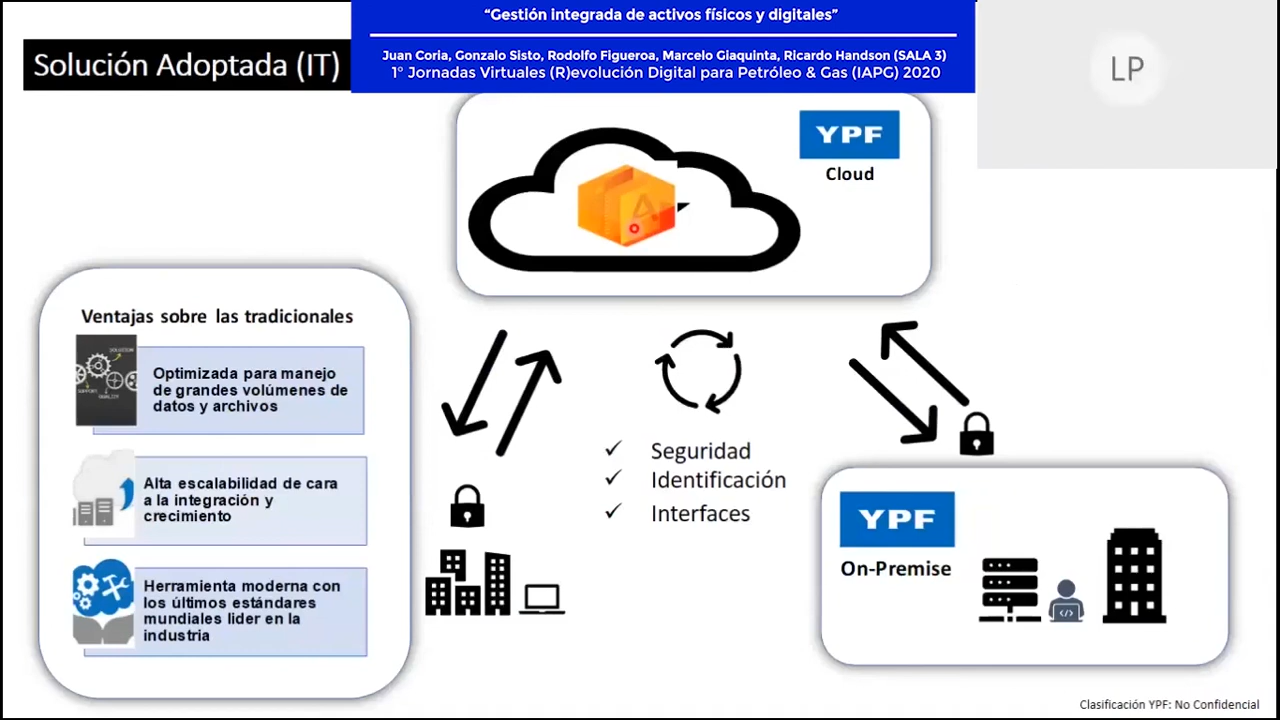 “Gestión integrada de activos físicos y digitales”
Juan Coria, Gonzalo Sisto, Rodolfo Figueroa, Marcelo Giaquinta, Ricardo Handson (SALA 3)
1° Jornadas Virtuales (R)evolución Digital para Petróleo & Gas (IAPG) 2020
Solución Adoptada (IT)
LP
YPF
Cloud
Ventajas sobre las tradicionales
SOLUTION
SUPPORT
Optimizada para manejo
de grandes volúmenes de
datos y archivos
Alta escalabilidad de cara
a la integración y
crecimiento
Herramienta moderna con
los últimos estándares
mundiales lider en la
industria
✓ Seguridad
✓ Identificación
✓ Interfaces
YPF
On-Premise
Clasificación YPF: No Confidencial